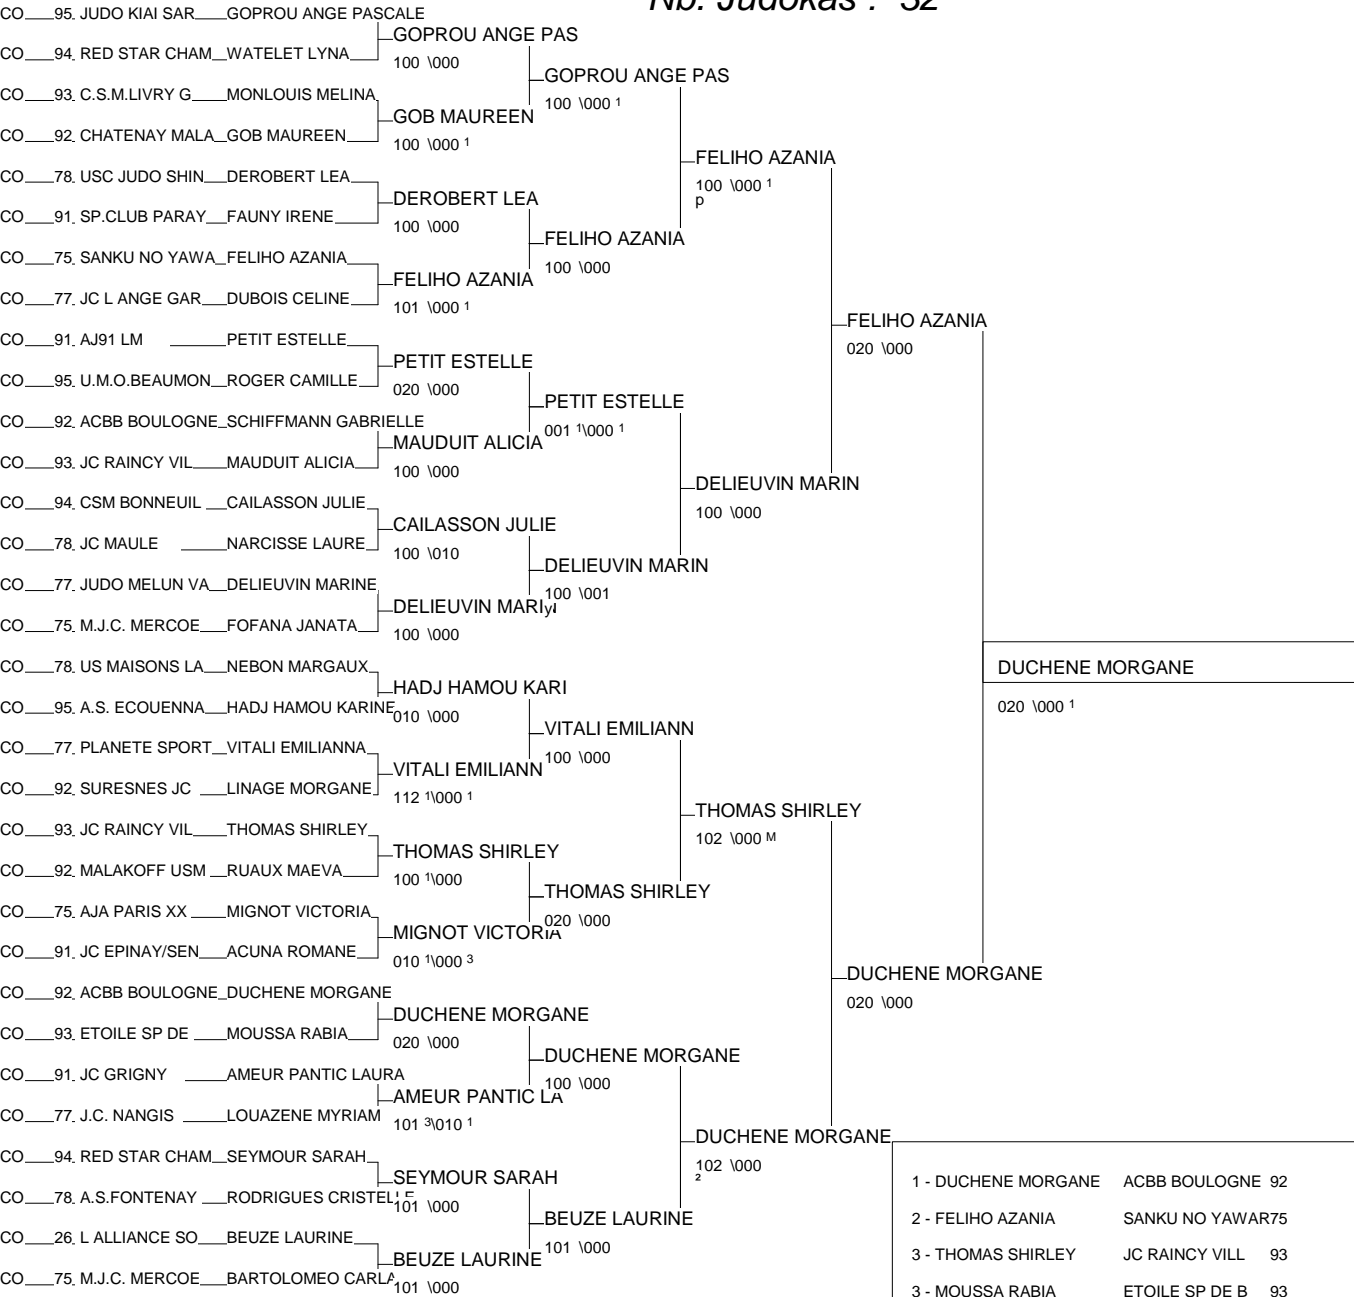 Nb. Judokas : 32
CO 95 JUDO KIAI SAR GOPROU ANGE PASCALE
GOPROU ANGE PAS
CO 94 RED STAR CHAM WATELET LYNA
100 \000
GOPROU ANGE PAS
CO 93 C.S.M.LIVRY G MONLOUIS MELINA
100 \000 1
GOB MAUREEN
CO 92 CHATENAY MALA GOB MAUREEN
100 \000 1
FELIHO AZANIA
CO 78 USC JUDO SHIN DEROBERT LEA
100 \000 1
p
DEROBERT LEA
CO 91 SP.CLUB PARAY FAUNY IRENE
100 \000
FELIHO AZANIA
CO 75 SANKU NO YAWA FELIHO AZANIA
100 \000
FELIHO AZANIA
CO 77 JC L ANGE GAR DUBOIS CELINE
101 \000 1
FELIHO AZANIA
CO 91 AJ91 LM PETIT ESTELLE
020 \000
PETIT ESTELLE
CO 95 U.M.O.BEAUMON ROGER CAMILLE
020 \000
PETIT ESTELLE
CO 92 ACBB BOULOGNE SCHIFFMANN GABRIELLE
001 1\000 1
MAUDUIT ALICIA
CO 93 JC RAINCY VIL MAUDUIT ALICIA
100 \000
DELIEUVIN MARIN
CO 94 CSM BONNEUIL CAILASSON JULIE
100 \000
CAILASSON JULIE
CO 78 JC MAULE NARCISSE LAURE
100 \010
DELIEUVIN MARIN
CO 77 JUDO MELUN VA DELIEUVIN MARINE
100 \001
DELIEUVIN MARI
CO 75 M.J.C. MERCOE FOFANA JANATA
100 \000
CO 78 US MAISONS LA NEBON MARGAUX
DUCHENE MORGANE
HADJ HAMOU KARI
CO 95 A.S. ECOUENNA HADJ HAMOU KARINE
020 \000 1
010 \000
VITALI EMILIANN
CO 77 PLANETE SPORT VITALI EMILIANNA
100 \000
VITALI EMILIANN
CO 92 SURESNES JC LINAGE MORGANE
112 1\000 1
THOMAS SHIRLEY
CO 93 JC RAINCY VIL THOMAS SHIRLEY
102 \000 M
THOMAS SHIRLEY
CO 92 MALAKOFF USM RUAUX MAEVA
100 1\000
THOMAS SHIRLEY
CO 75 AJA PARIS XX MIGNOT VICTORIA
020 \000
MIGNOT VICTORIA
CO 91 JC EPINAY/SEN ACUNA ROMANE
010 1\000 3
DUCHENE MORGANE
CO 92 ACBB BOULOGNE DUCHENE MORGANE
020 \000
DUCHENE MORGANE
CO 93 ETOILE SP DE MOUSSA RABIA
020 \000
DUCHENE MORGANE
CO 91 JC GRIGNY AMEUR PANTIC LAURA
100 \000
AMEUR PANTIC LA
CO 77 J.C. NANGIS LOUAZENE MYRIAM
101 3\010 1
DUCHENE MORGANE
CO 94 RED STAR CHAM SEYMOUR SARAH
102 \000
2
SEYMOUR SARAH
1 - DUCHENE MORGANE ACBB BOULOGNE 92
CO 78 A.S.FONTENAY RODRIGUES CRISTELLE
101 \000
BEUZE LAURINE
2 - FELIHO AZANIA SANKU NO YAWAR75
CO 26 L ALLIANCE SO BEUZE LAURINE
101 \000
3 - THOMAS SHIRLEY JC RAINCY VILL 93
BEUZE LAURINE
CO 75 M.J.C. MERCOE BARTOLOMEO CARLA
101 \000
3 - MOUSSA RABIA ETOILE SP DE B 93